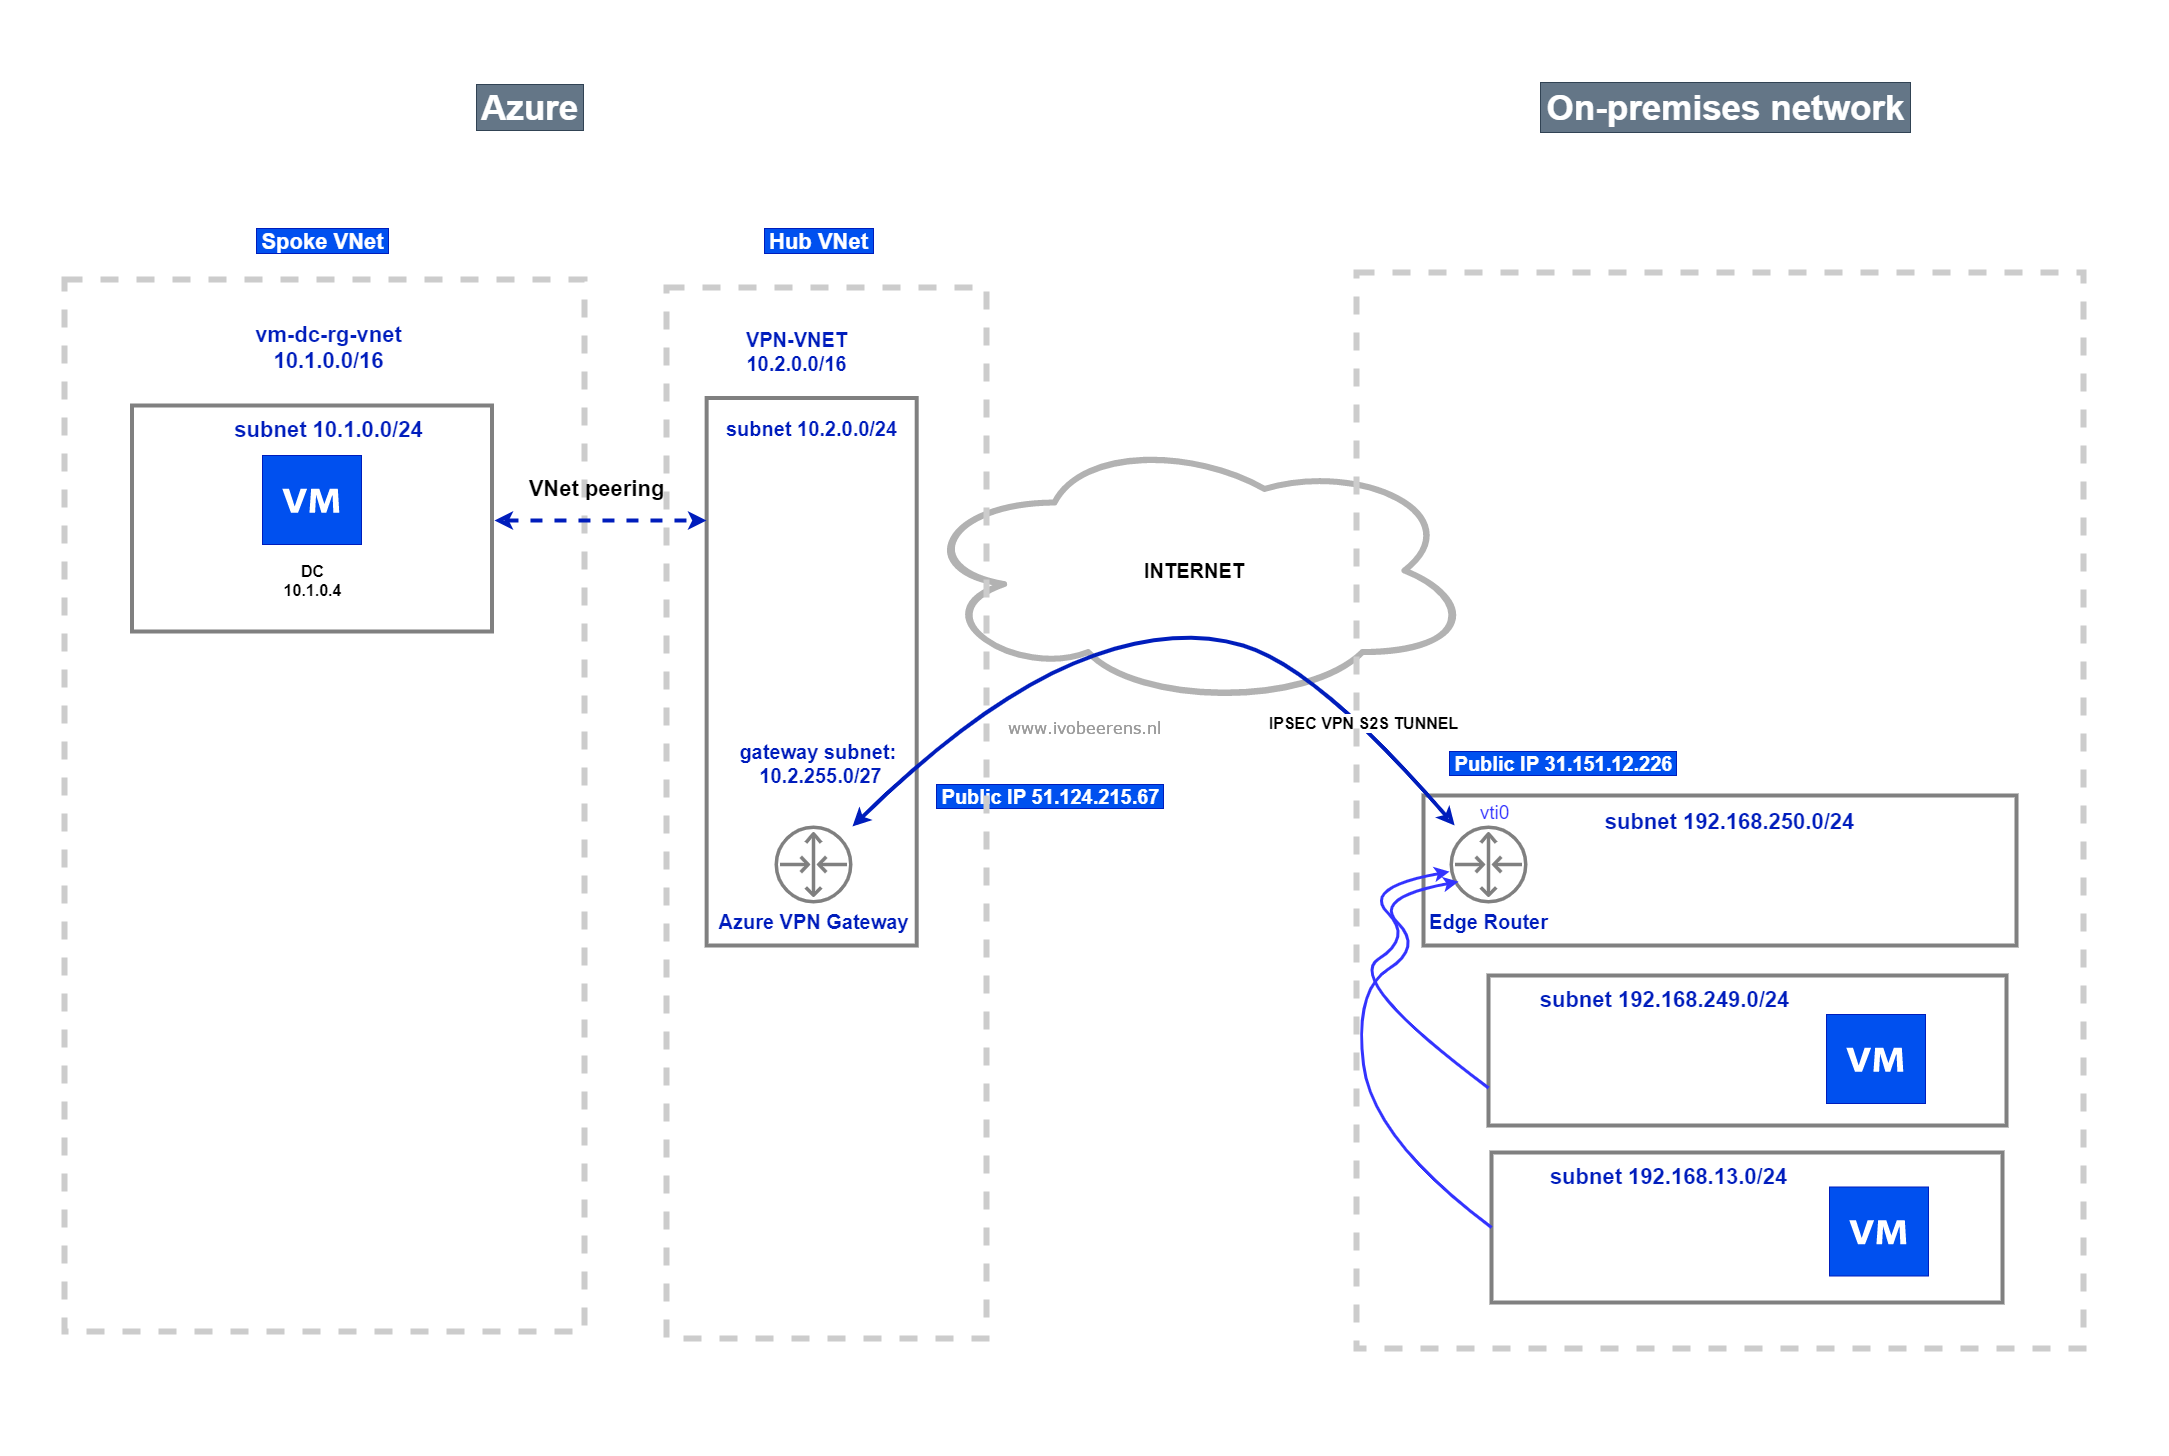 Azure
On-premises network
Spoke VNet
Hub VNet
vm-dc-rg-vnet
10.1.0.0/16
subnet 10.1.0.0/24
VM
DC
10.1.0.4
VNet peering
VPN-VNET
10.2.0.0/16
subnet 10.2.0.0/24
gateway subnet:
10.2.255.0/27
Azure VPN Gateway
INTERNET
www.ivobeerens.nl
Public IP 51.124.215.67
IPSEC VPN S2S TUNNEL
Public IP 31.151.12.226
vti0
subnet 192.168.250.0/24
Edge Router
subnet 192.168.249.0/24
VM
subnet 192.168.13.0/24
VM